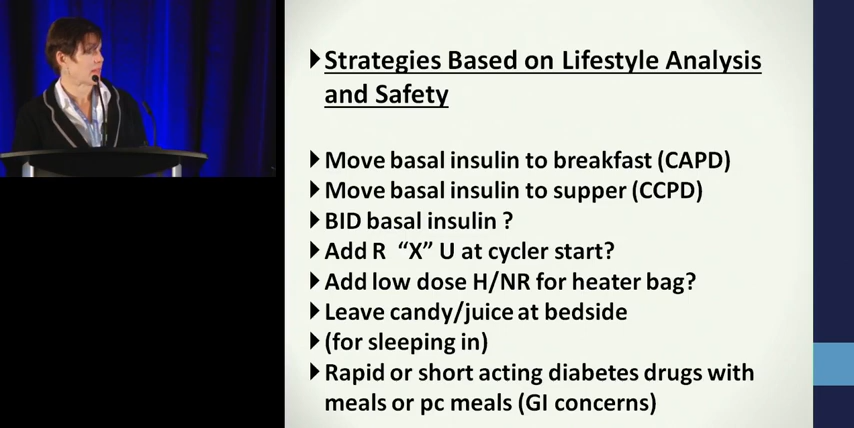 Strategies Based on Lifestyle Analysis
and Safety
Move basal insulin to breakfast (CAPD)
Move basal insulin to supper (CCPD)
BID basal insulin ?
Add R “X” U at cycler start?
Add low dose H/NR for heater bag?
Leave candy/juice at bedside
(for sleeping in)
Rapid or short acting diabetes drugs with
meals or pc meals (GI concerns)